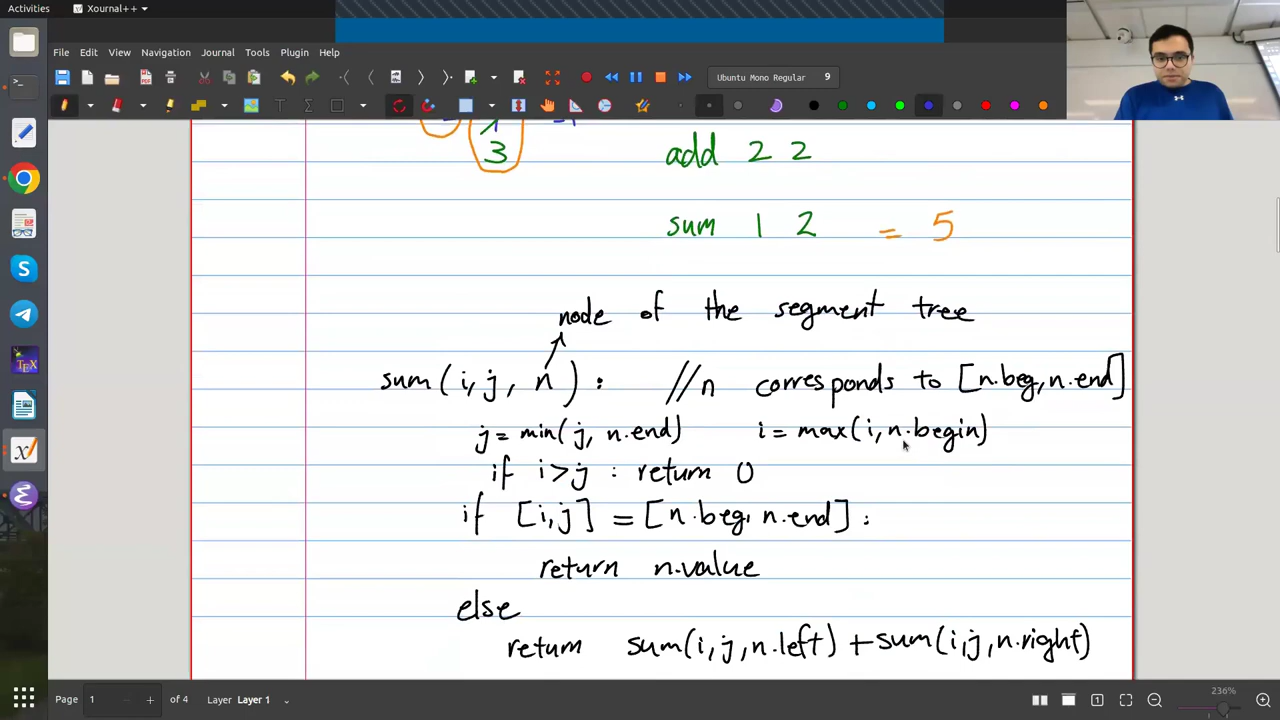 Activities Xournal++
File Edit View Navigation Journal Tools Plugin Help
Ubuntu Mono Regular 9
3
add 2 2
sum 1 2 = 5
node of the segment tree
sum(i,j, n): //n corresponds to [n.beg, n.end]
j= min(j, n.end) i= max(i, n.begin)
if i>j : return 0
if [i,j] = [n.beg, n.end]:
return n.value
else
return sum(i,j,n.left) + sum(i,j,n.right)
Page 1 of 4 Layer Layer 1 236%